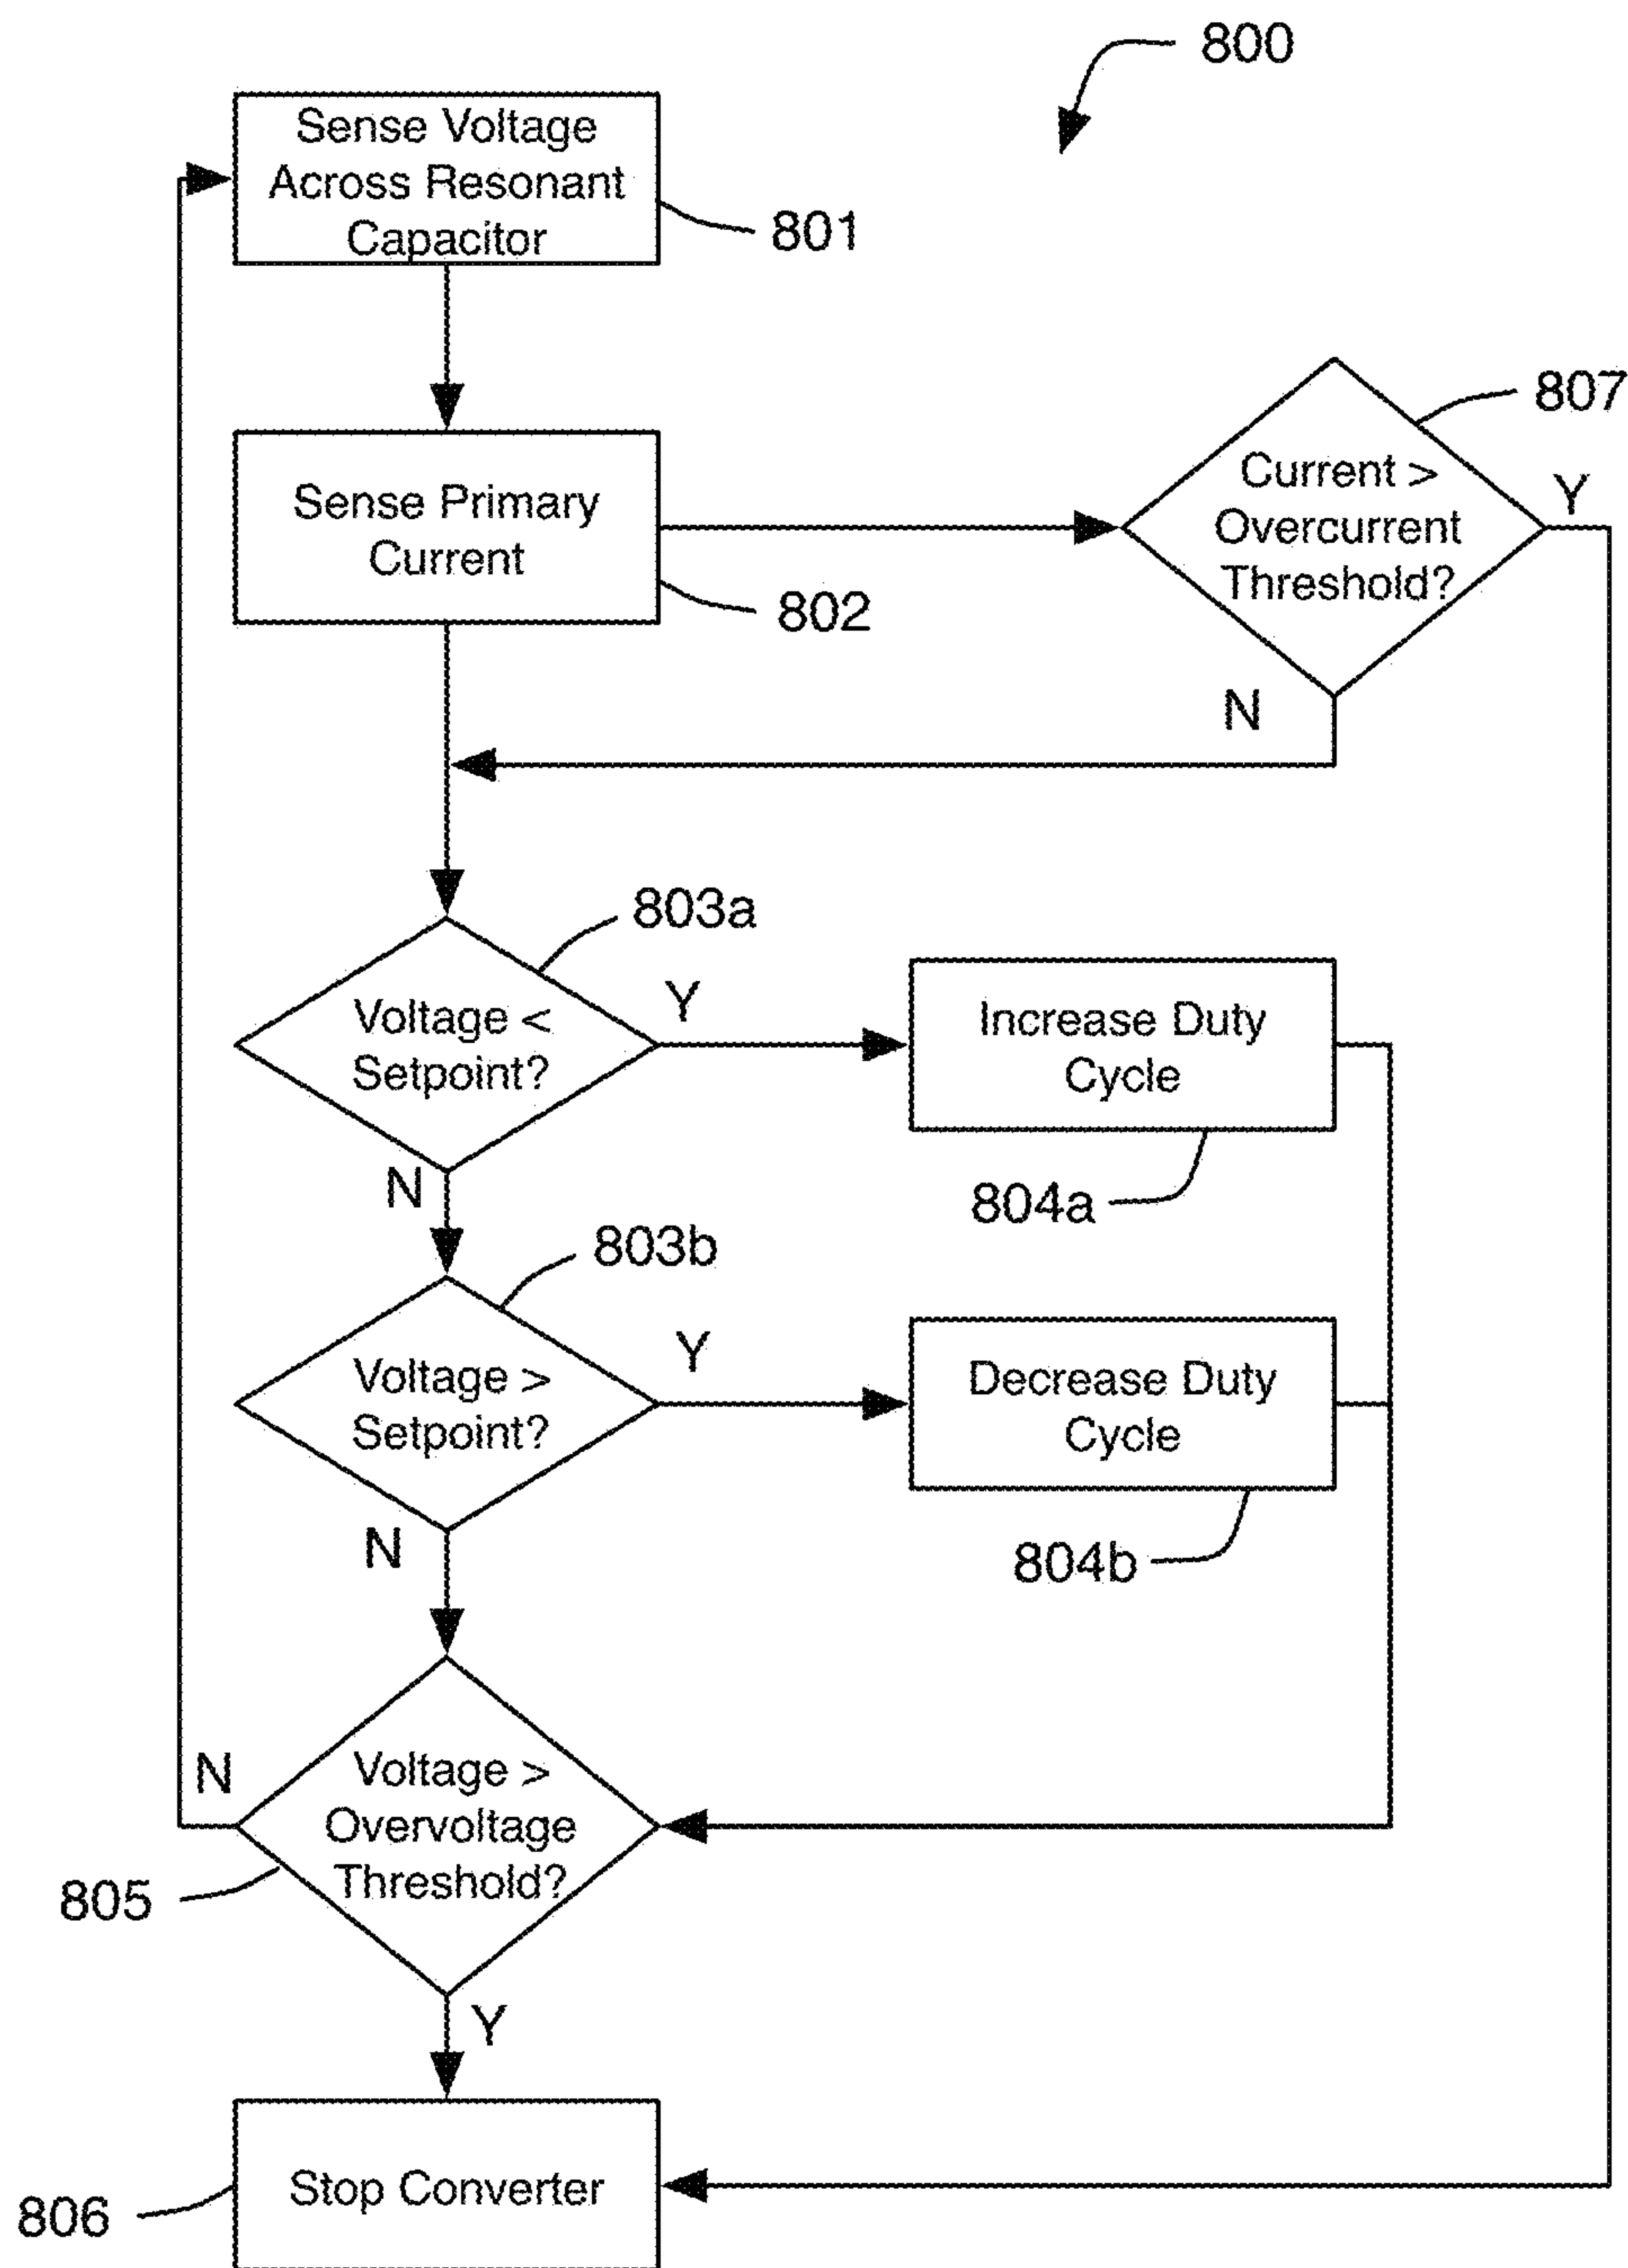 800
Sense Voltage
Across Resonant
Capacitor
801
Sense Primary
Current
802
Current >
Overcurrent
Threshold?
807
Y
N
803a
Voltage <
Setpoint?
Y
N
Increase Duty
Cycle
804a
803b
Voltage >
Setpoint?
Y
N
Decrease Duty
Cycle
804b
Voltage >
Overvoltage
Threshold?
N
805
Y
Stop Converter
806